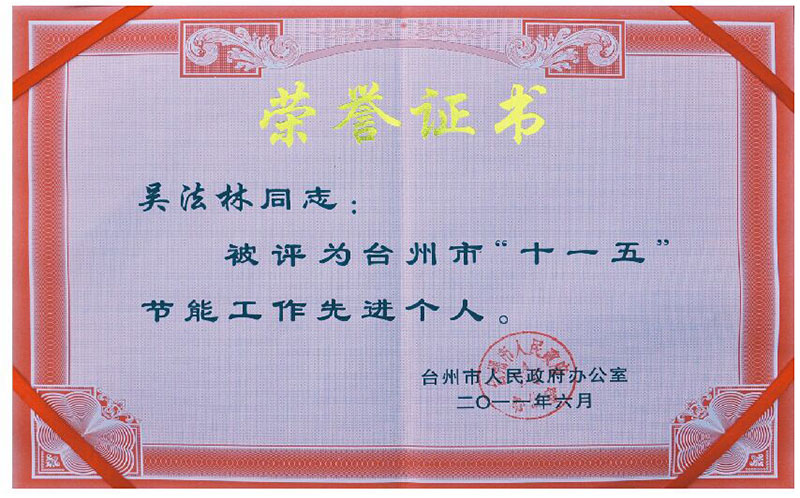 荣誉证书
吴法林同志：
被评为台州市“十一五”
节能工作先进个人。
台州市人民政府办公室
二〇一一年六月